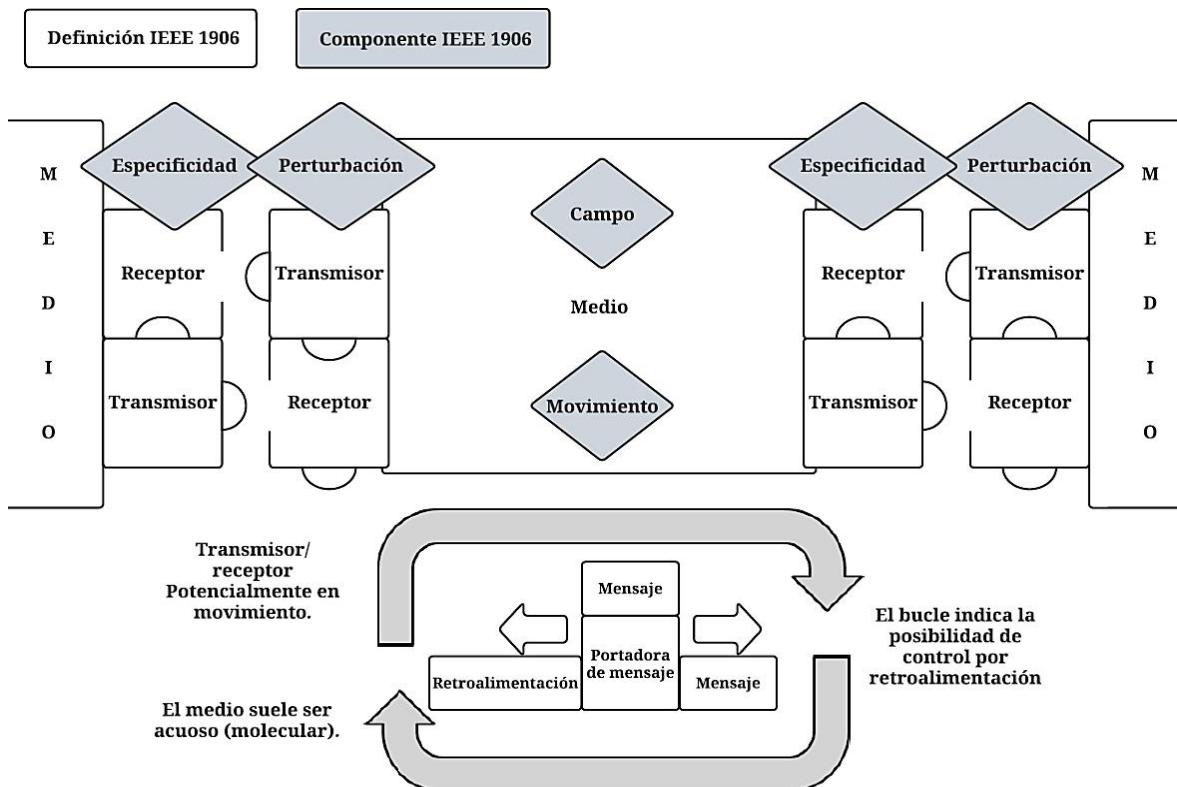 Definición IEEE 1906
Componente IEEE 1906
Especificidad
Perturbación
Especificidad
Perturbación
M
E
D
I
O
Campo
Medio
Movimiento
M
E
D
I
O
Receptor
Transmisor
Transmisor
Receptor
Receptor
Transmisor
Transmisor
Receptor
Transmisor/
receptor
Potencialmente en
movimiento.
El medio suele ser
acuoso (molecular).
Mensaje
Portadora
de mensaje
Retroalimentación
Mensaje
El bucle indica la
posibilidad de
control por
retroalimentación